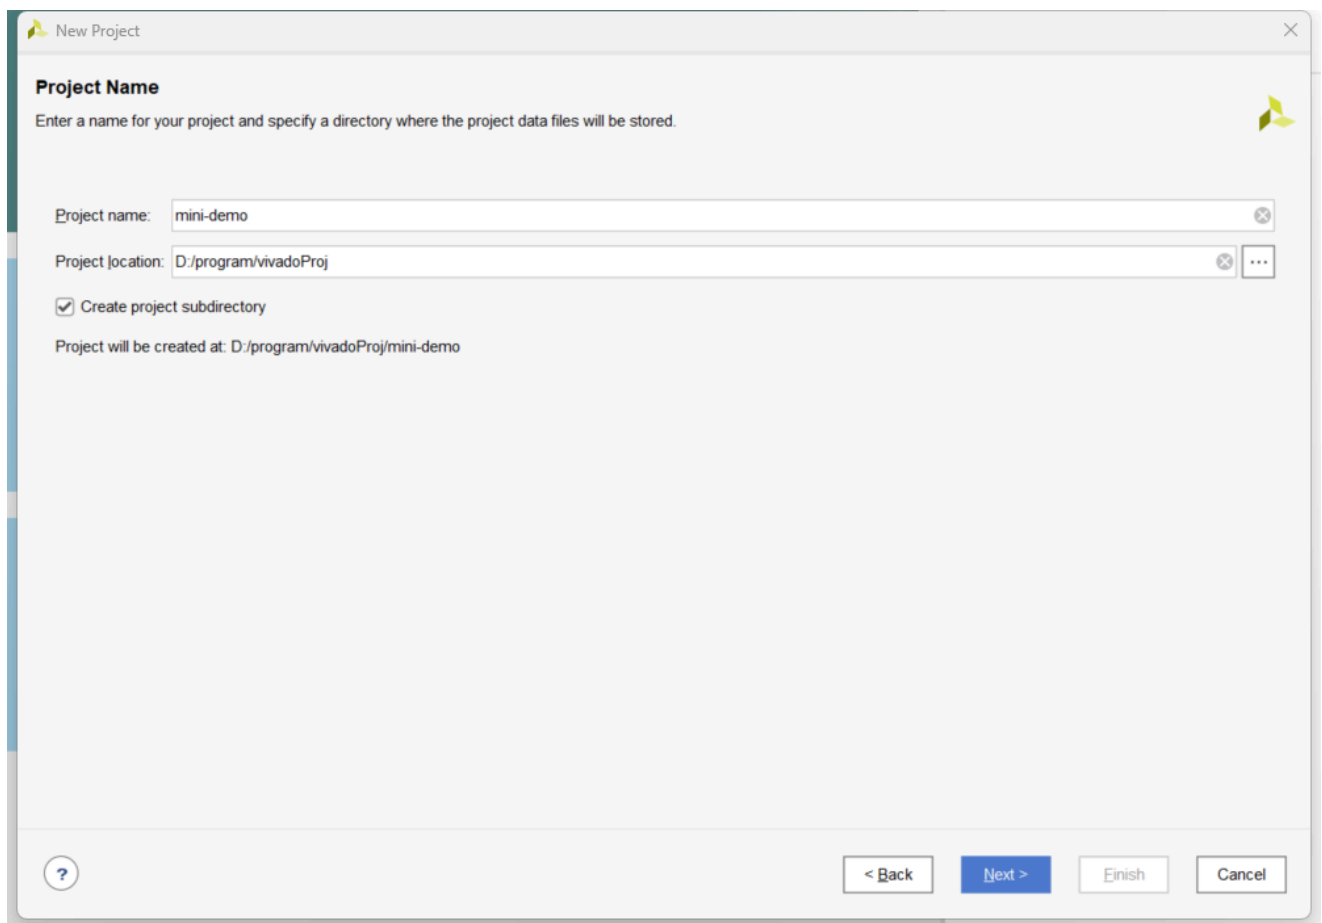 New Project
Project Name
Enter a name for your project and specify a directory where the project data files will be stored.
Project name: mini-demo
Project location: D:/program/vivadoProj ...
Create project subdirectory
Project will be created at: D:/program/vivadoProj/mini-demo
? < Back Next > Finish Cancel